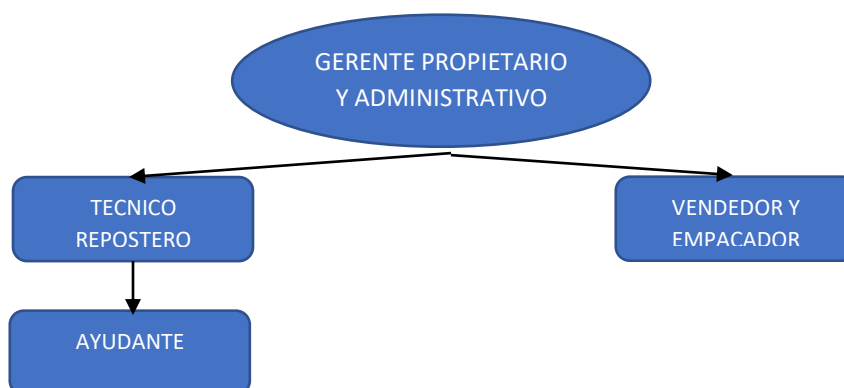 GERENTE PROPIETARIO
Y ADMINISTRATIVO
TECNICO
REPOSTERO
VENDEDOR Y
EMPACADOR
AYUDANTE